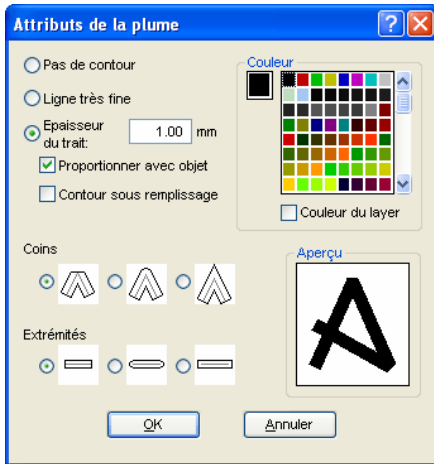 Attributs de la plume
Pas de contour
Ligne très fine
Epaisseur
du trait:
1.00 mm
Proportionner avec objet
Contour sous remplissage
Couleur
Couleur du layer
Coins
Extrémités
Aperçu
OK
Annuler